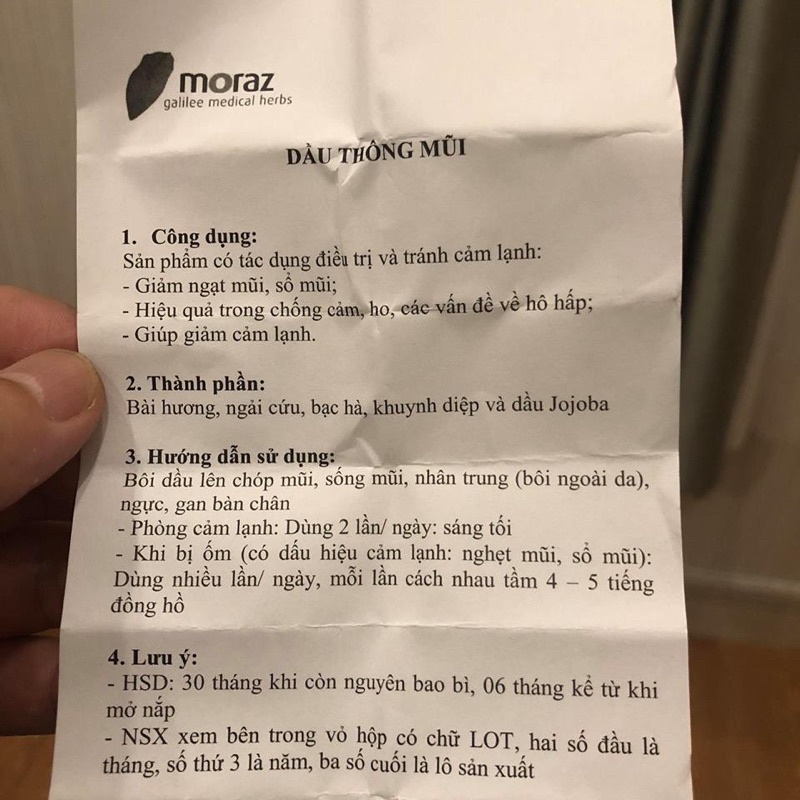 moraz
galilee medical herbs
DẦU THÔNG MŨI
1. Công dụng:
Sản phẩm có tác dụng điều trị và tránh cảm lạnh:
- Giảm ngạt mũi, sổ mũi;
- Hiệu quả trong chống cảm, ho, các vấn đề về hô hấp;
- Giúp giảm cảm lạnh.
2. Thành phần:
Bài hương, ngải cứu, bạc hà, khuynh diệp và dầu Jojoba
3. Hướng dẫn sử dụng:
Bôi dầu lên chóp mũi, sống mũi, nhân trung (bôi ngoài da),
ngực, gan bàn chân
- Phòng cảm lạnh: Dùng 2 lần/ ngày: sáng tối
- Khi bị ốm (có dấu hiệu cảm lạnh: nghẹt mũi, sổ mũi):
Dùng nhiều lần/ ngày, mỗi lần cách nhau tầm 4 – 5 tiếng
đồng hồ
4. Lưu ý:
- HSD: 30 tháng khi còn nguyên bao bì, 06 tháng kể từ khi
mở nắp
- NSX xem bên trong vỏ hộp có chữ LOT, hai số đầu là
tháng, số thứ 3 là năm, ba số cuối là lô sản xuất